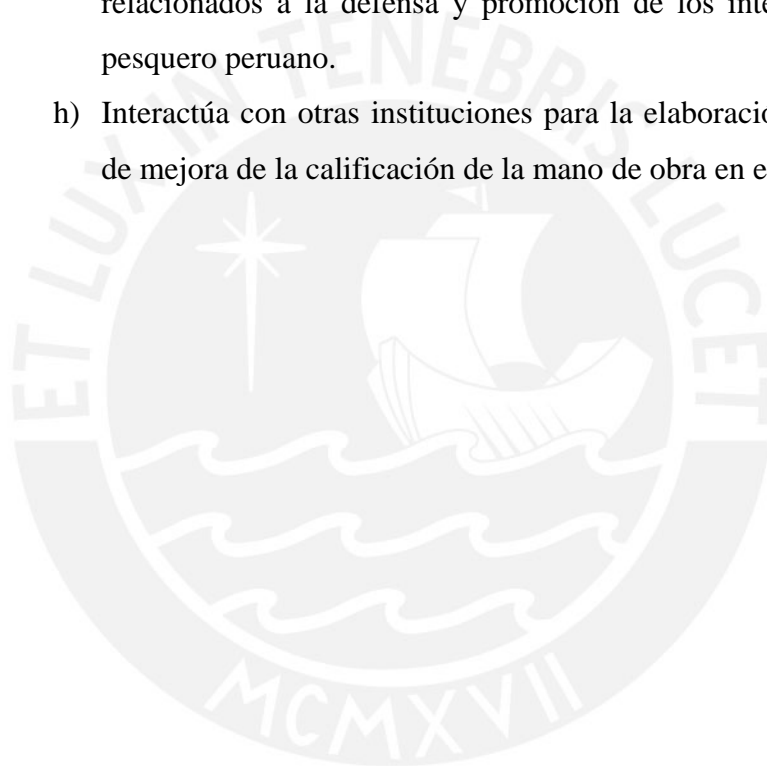 relacionados a la defensa y promoción de los inte
pesquero peruano.
h) Interactúa con otras instituciones para la elaboració
de mejora de la calificación de la mano de obra en e
ET LUX IN TENEBRIS LUCET
MCMXVII